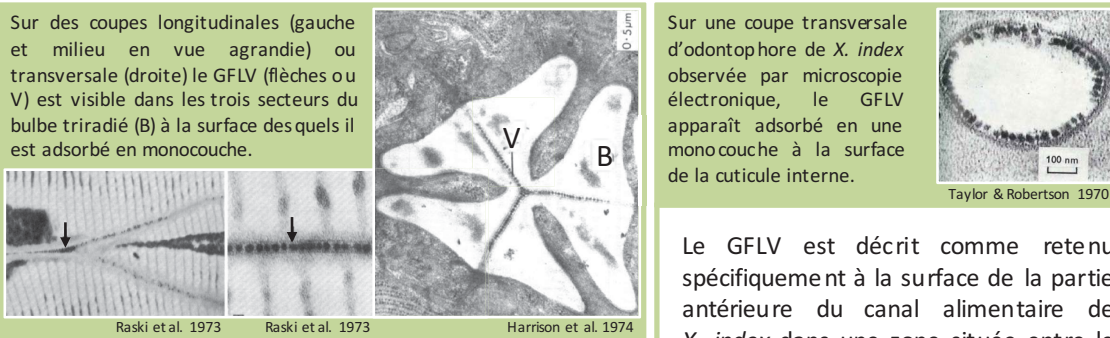 Sur des coupes longitudinales (gauche
et milieu en vue agrandie) ou
transversale (droite) le GFLV (flèches ou
V) est visible dans les trois secteurs du
bulbe triradié (B) à la surface desquels il
est adsorbé en monocouche.
Raski et al. 1973
Raski et al. 1973
0·5µm
V
B
Harrison et al. 1974
Sur une coupe transversale
d'odontophore de X. index
observée par microscopie
électronique, le GFLV
apparaît adsorbé en une
monocouche à la surface
de la cuticule interne.
100 nm
Taylor & Robertson 1970
Le GFLV est décrit comme retenu
spécifiquement à la surface de la partie
antérieure du canal alimentaire de
X. index dans une zone située entre la